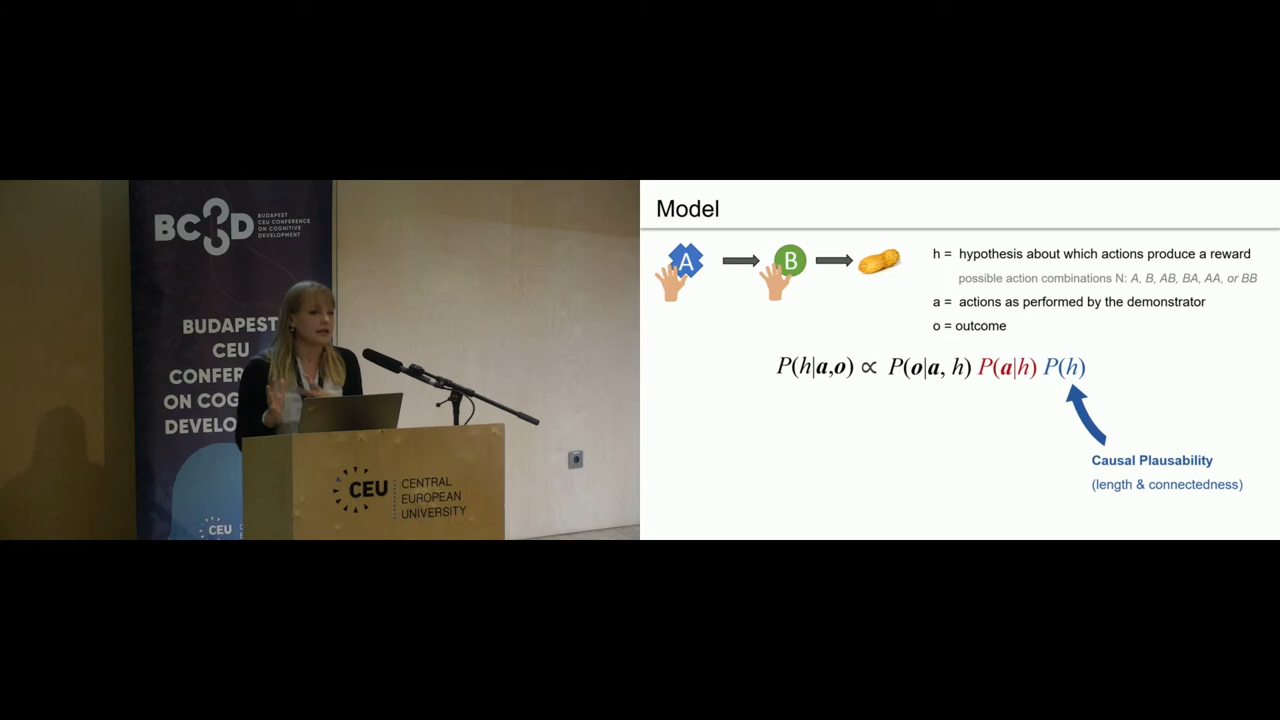 BC3D
BUDAPEST
CEU CONFERENCE
ON COGNITIVE
DEVELOPMENT
BUDAPEST
CEU
CONFER
ON COG
DEVELO
CEU
CEU
CENTRAL
EUROPEAN
UNIVERSITY
Model
A
B
h = hypothesis about which actions produce a reward
possible action combinations N: A, B, AB, BA, AA, or BB
a = actions as performed by the demonstrator
o = outcome
P(h|a,o) ∝ P(o|a, h) P(a|h) P(h)
Causal Plausability
(length & connectedness)